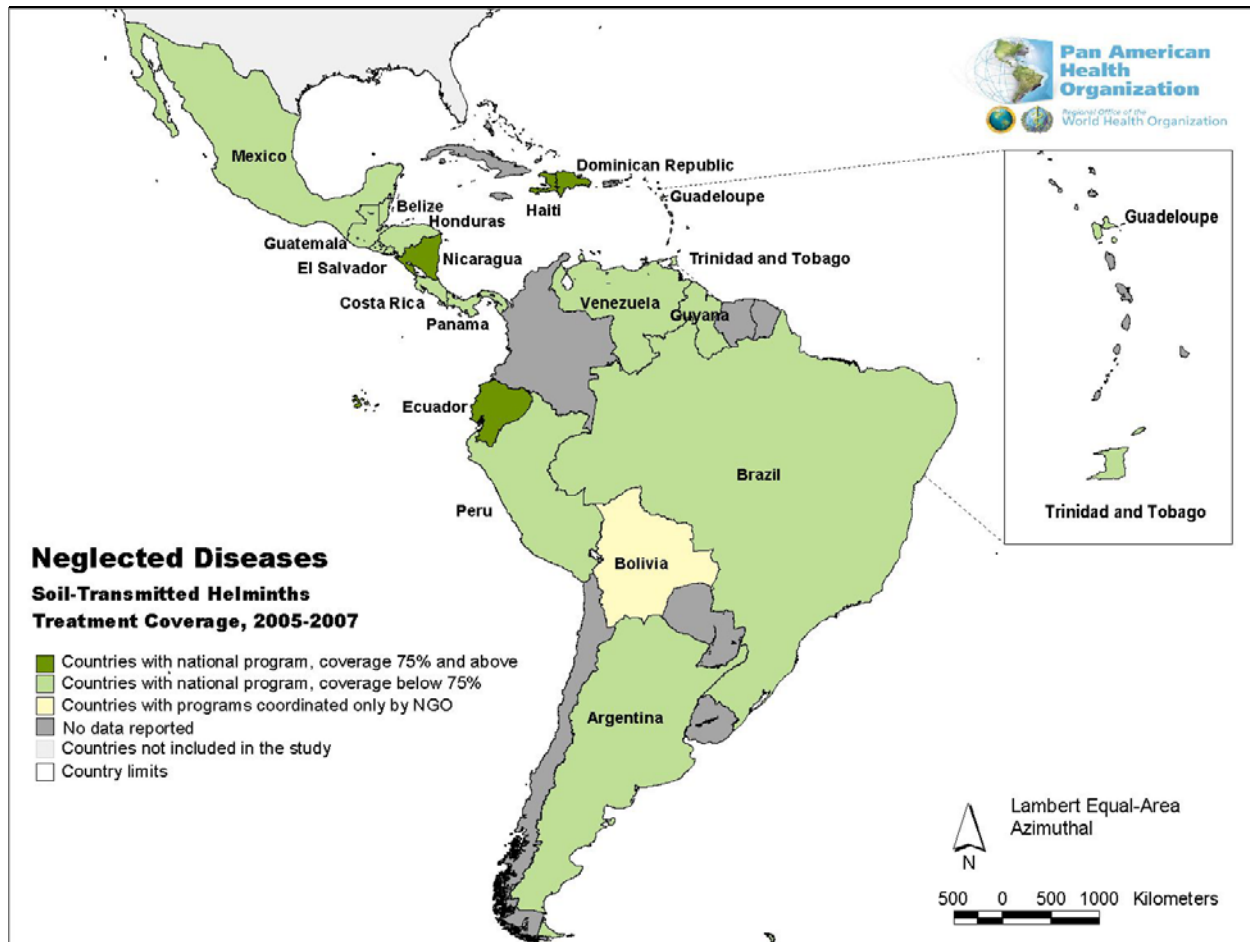 Pan American
Health
Organization
Regional Office of the
World Health Organization
Mexico
Dominican Republic
Belize
Haiti
Guadeloupe
Guadeloupe
Honduras
Guatemala
Nicaragua
El Salvador
Trinidad and Tobago
Costa Rica
Venezuela
Guyana
Panama
Ecuador
Brazil
Peru
Trinidad and Tobago
Bolivia
Argentina
Neglected Diseases
Soil-Transmitted Helminths
Treatment Coverage, 2005-2007
Countries with national program, coverage 75% and above
Countries with national program, coverage below 75%
Countries with programs coordinated only by NGO
No data reported
Countries not included in the study
Country limits
Lambert Equal-Area
Azimuthal
N
500 0 500 1000 Kilometers